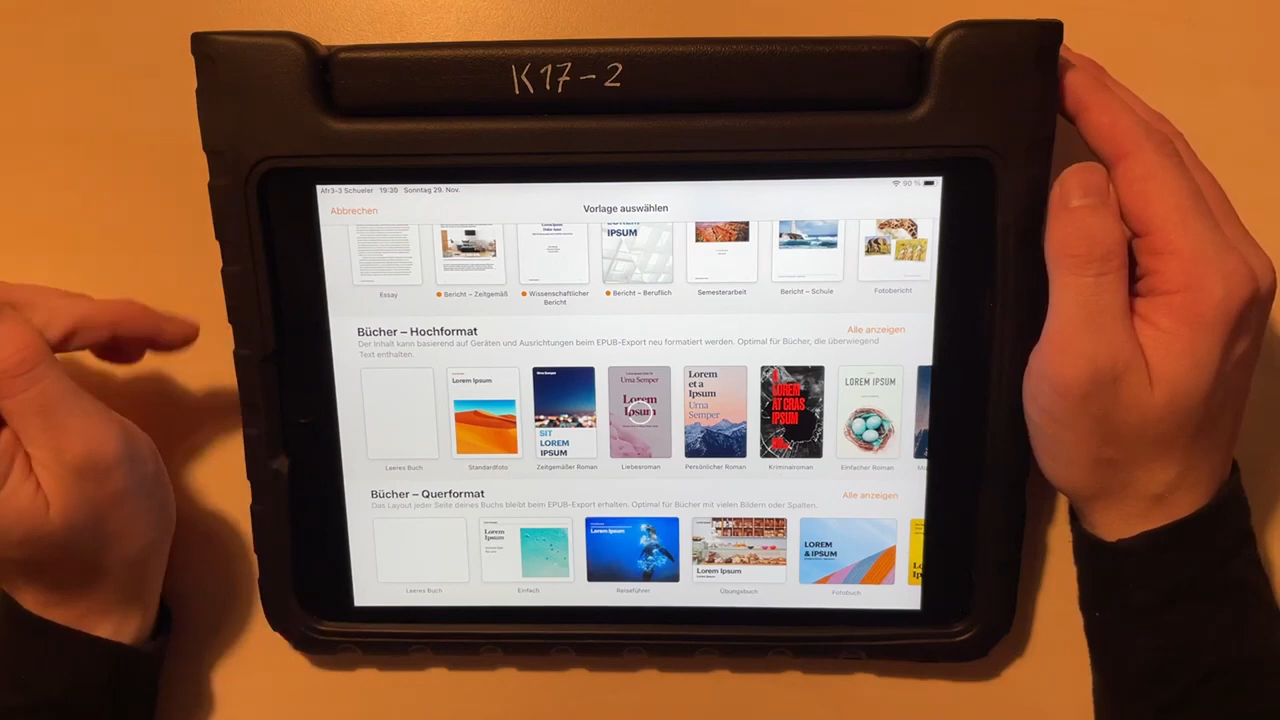 K17-2
Afr3-3 Schueler 19:30 Sonntag 29. Nov. 90 %
Abbrechen Vorlage auswählen
IPSUM
Essay Bericht – Zeitgemäß Wissenschaftlicher Bericht Bericht – Beruflich Semesterarbeit Bericht – Schule Fotobericht
Bücher – Hochformat Alle anzeigen
Der Inhalt kann basierend auf Geräten und Ausrichtungen beim EPUB-Export neu formatiert werden. Optimal für Bücher, die überwiegend
Text enthalten.
Lorem Ipsum
SIT
LOREM
IPSUM
Urna Semper
Lorem
Ipsum
Lorem
et a
Ipsum
Urna
Semper
LOREM
AT CRAS
IPSUM
LOREM IPSUM
Leeres Buch Standardfoto Zeitgemäßer Roman Liebesroman Persönlicher Roman Kriminalroman Einfacher Roman
Bücher – Querformat Alle anzeigen
Das Layout jeder Seite deines Buchs bleibt beim EPUB-Export erhalten. Optimal für Bücher mit vielen Bildern oder Spalten.
Lorem
Ipsum
Lorem Ipsum
Lorem Ipsum
LOREM
& IPSUM
Leeres Buch Einfach Reiseführer Übungsbuch Fotobuch